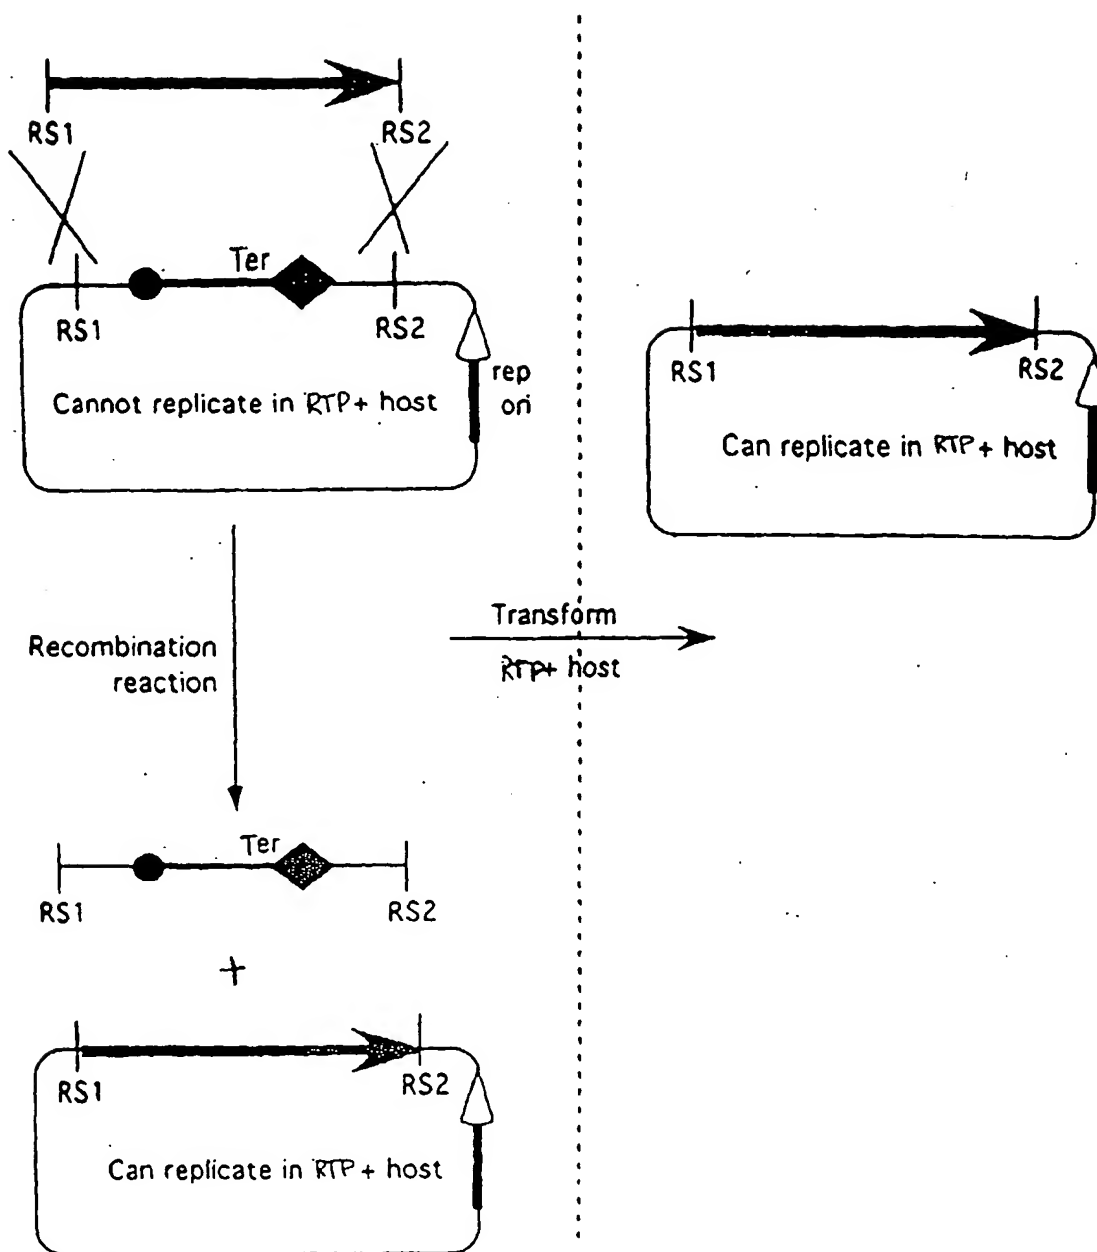 RS1
RS2
Ter
RS1
RS2
rep
ori
Cannot replicate in RTP+ host
RS1
RS2
Can replicate in RTP+ host
Recombination
reaction
Transform
RTP+ host
Ter
RS1
RS2
+
RS1
RS2
Can replicate in RTP+ host